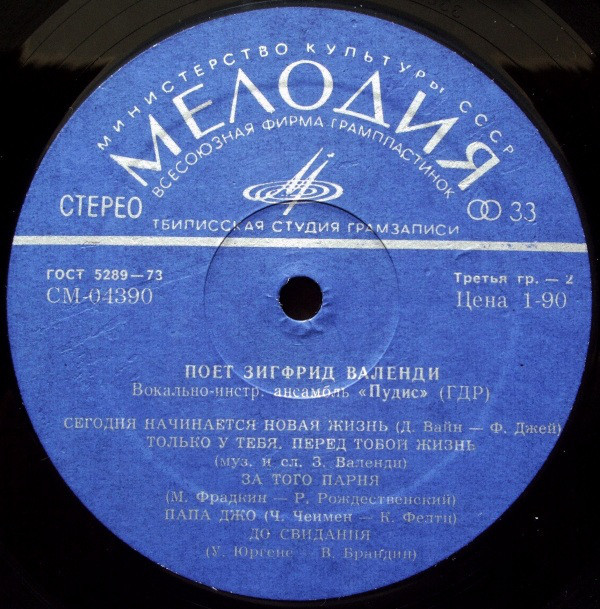 МИНИСТЕРСТВО КУЛЬТУРЫ СССР
МЕЛОДИЯ
ВСЕСОЮЗНАЯ ФИРМА ГРАМПЛАСТИНОК
СТЕРЕО
33
ТБИЛИССКАЯ СТУДИЯ ГРАМЗАПИСИ
ГОСТ 5289—73
Третья гр. — 2
СМ-04390
Цена 1-90
ПОЕТ ЗИГФРИД ВАЛЕНДИ
Вокально-инстр. ансамбль «Пудис» (ГДР)
СЕГОДНЯ НАЧИНАЕТСЯ НОВАЯ ЖИЗНЬ (Д. Вайн — Ф. Джей)
ТОЛЬКО У ТЕБЯ, ПЕРЕД ТОБОЙ ЖИЗНЬ
(муз. и сл. З. Валенди)
ЗА ТОГО ПАРНЯ
(М. Фрадкин — Р. Рождественский)
ПАПА ДЖО (Ч. Чепмен — К. Фелтц)
ДО СВИДАНИЯ
(У. Юргенс — В. Брандин)